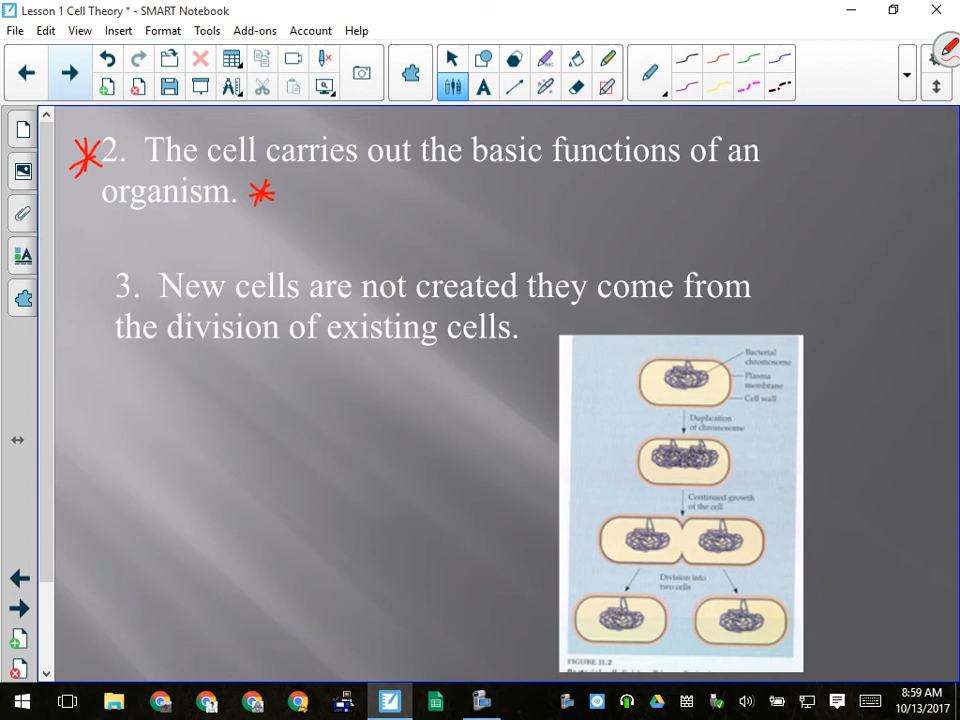 Lesson 1 Cell Theory * - SMART Notebook
File Edit View Insert Format Tools Add-ons Account Help
2. The cell carries out the basic functions of an
organism.
3. New cells are not created they come from
the division of existing cells.
Bacterial
chromosome
Plasma
membrane
Cell wall
Duplication
of chromosome
Continued growth
of the cell
Division into
two cells
FIGURE 11.2
8:59 AM
10/13/2017